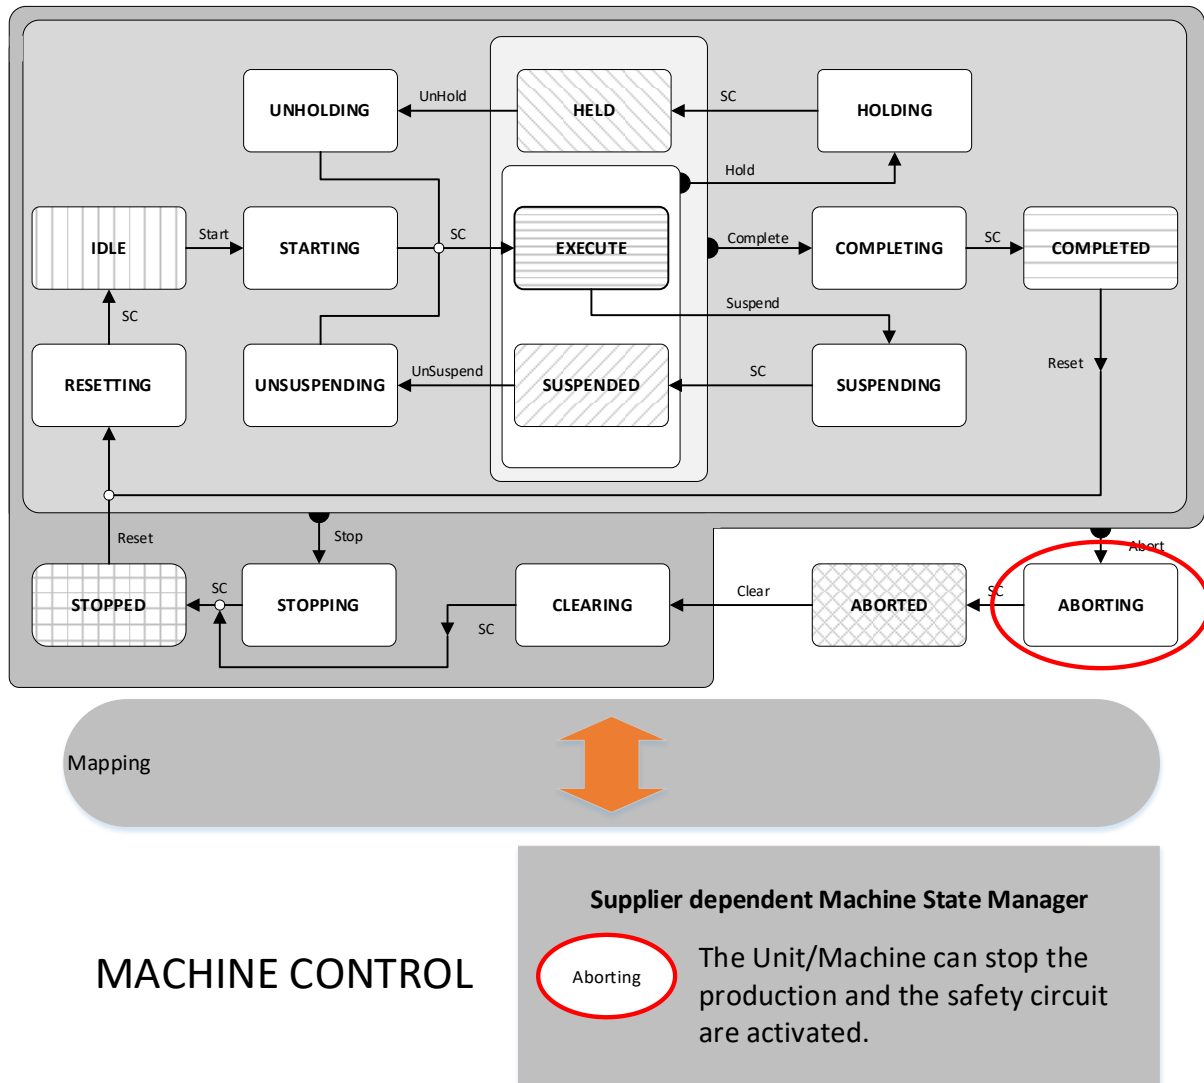 UnHold
SC
UNHOLDING
HELD
HOLDING
Hold
IDLE
Start
STARTING
SC
EXECUTE
Complete
COMPLETING
SC
COMPLETED
SC
Suspend
RESETTING
UNSUSPENDING
UnSuspend
SUSPENDED
SC
SUSPENDING
Reset
Reset
Stop
Abort
STOPPED
SC
STOPPING
CLEARING
SC
Clear
ABORTED
SC
ABORTING
Mapping
Supplier dependent Machine State Manager
MACHINE CONTROL
Aborting
The Unit/Machine can stop the
production and the safety circuit
are activated.